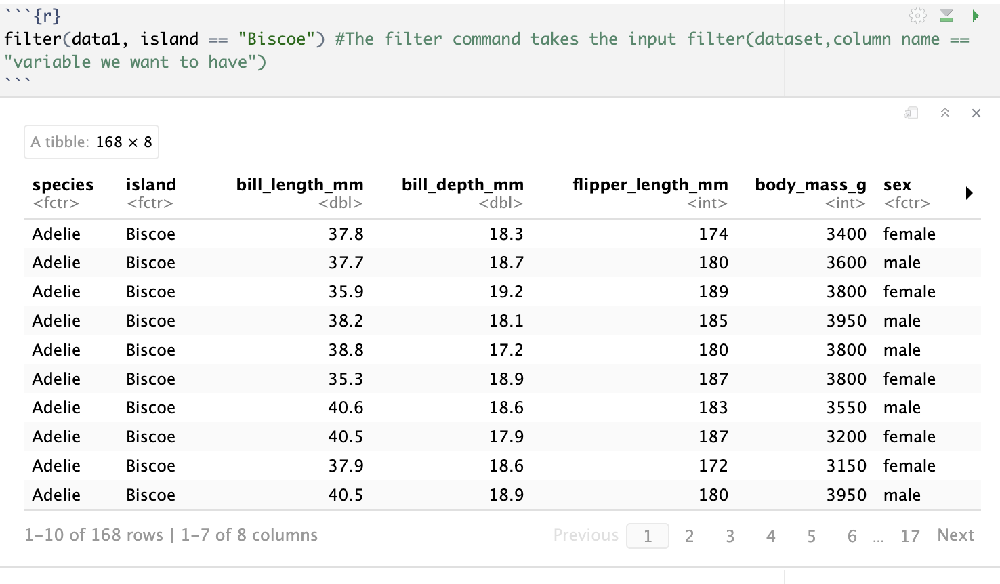 ```{r}
filter(data1, island == "Biscoe") #The filter command takes the input filter(dataset,column name ==
"variable we want to have")
```
A tibble: 168 × 8
species island bill_length_mm bill_depth_mm flipper_length_mm body_mass_g sex
<fctr> <fctr> <dbl> <dbl> <int> <int> <fctr>
Adelie Biscoe 37.8 18.3 174 3400 female
Adelie Biscoe 37.7 18.7 180 3600 male
Adelie Biscoe 35.9 19.2 189 3800 female
Adelie Biscoe 38.2 18.1 185 3950 male
Adelie Biscoe 38.8 17.2 180 3800 male
Adelie Biscoe 35.3 18.9 187 3800 female
Adelie Biscoe 40.6 18.6 183 3550 male
Adelie Biscoe 40.5 17.9 187 3200 female
Adelie Biscoe 37.9 18.6 172 3150 female
Adelie Biscoe 40.5 18.9 180 3950 male
1–10 of 168 rows | 1–7 of 8 columns Previous 1 2 3 4 5 6 ... 17 Next